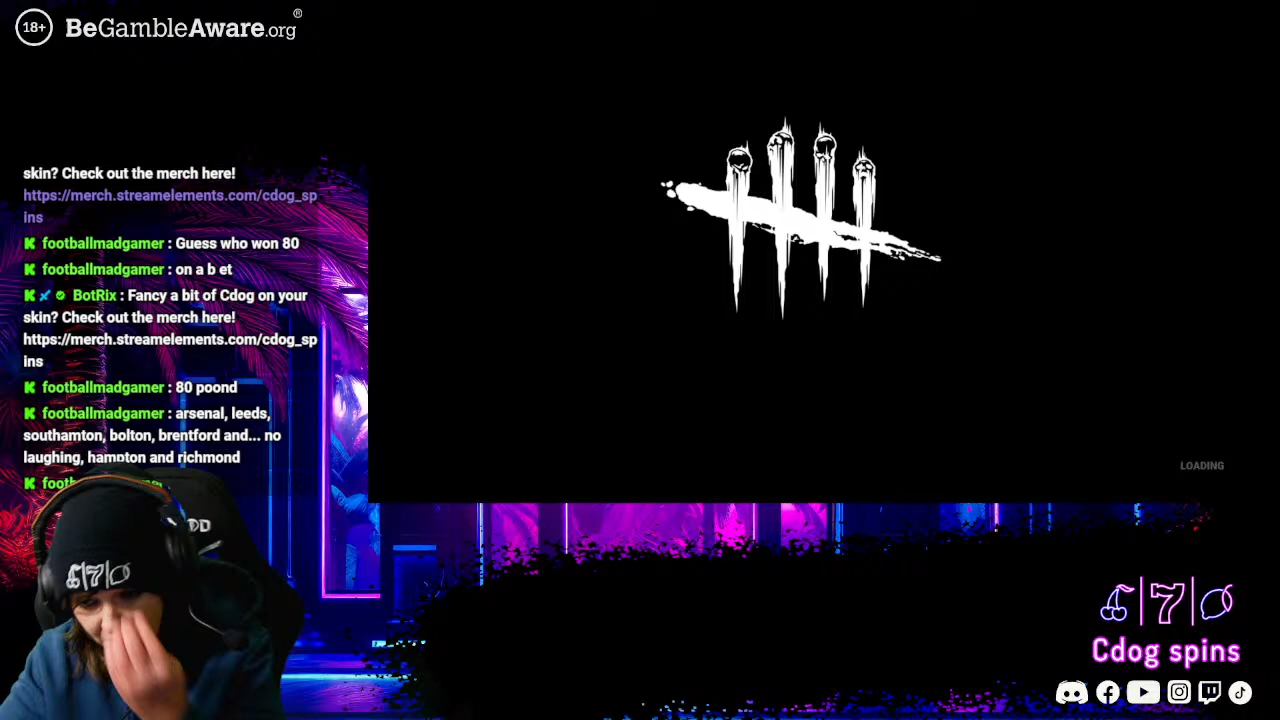 18+ BeGambleAware.org®
skin? Check out the merch here!
https://merch.streamelements.com/cdog_sp
ins
footballmadgamer : Guess who won 80
footballmadgamer : on a b et
BotRix : Fancy a bit of Cdog on your
skin? Check out the merch here!
https://merch.streamelements.com/cdog_sp
ins
footballmadgamer : 80 poond
footballmadgamer : arsenal, leeds,
southamton, bolton, brentford and... no
laughing, hampton and richmond
LOADING
7
7
Cdog spins